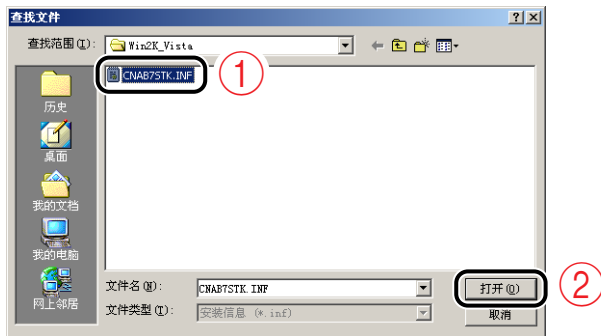 查找文件
查找范围(I):
Win2K_Vista
CNAB7STK.INF
1
历史
桌面
我的文档
我的电脑
网上邻居
文件名(N):
CNAB7STK.INF
打开(O)
2
文件类型(T):
安装信息 (*.inf)
取消